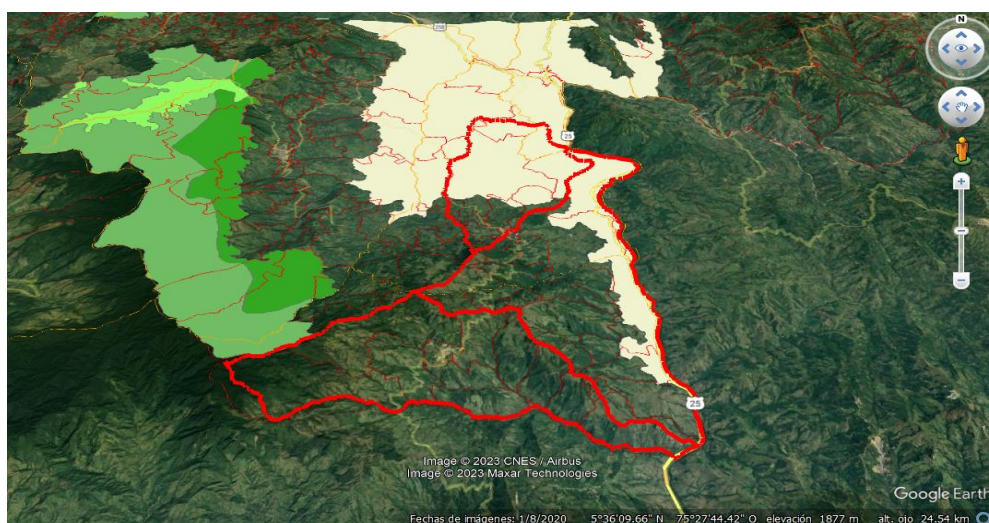 N
25B
25
25
Image © 2023 CNES / Airbus
Image © 2023 Maxar Technologies
Google Earth
Fechas de imágenes: 1/8/2020 5°36'09.66" N 75°27'44.42" O elevación 1877 m alt. ojo 24.54 km